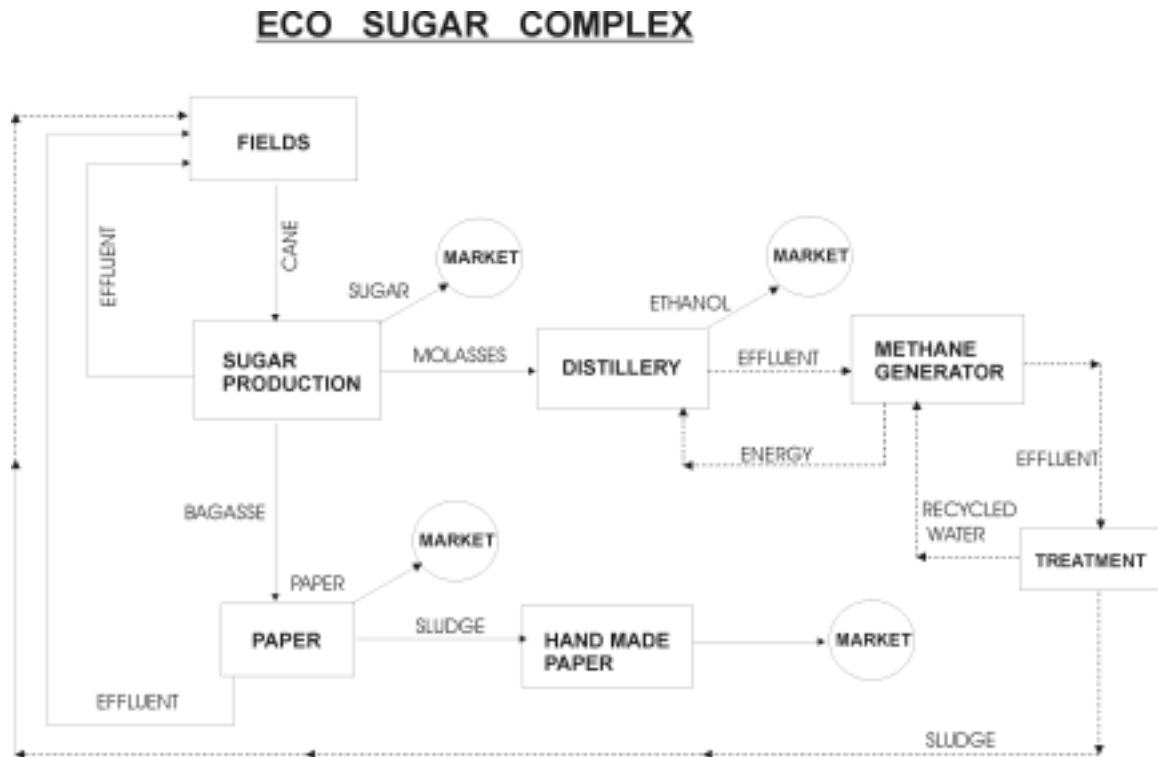 ECO SUGAR COMPLEX
FIELDS
EFFLUENT
CANE
SUGAR
MARKET
ETHANOL
MARKET
SUGAR
PRODUCTION
MOLASSES
DISTILLERY
EFFLUENT
METHANE
GENERATOR
ENERGY
EFFLUENT
BAGASSE
RECYCLED
WATER
TREATMENT
PAPER
MARKET
PAPER
SLUDGE
HAND MADE
PAPER
MARKET
EFFLUENT
SLUDGE